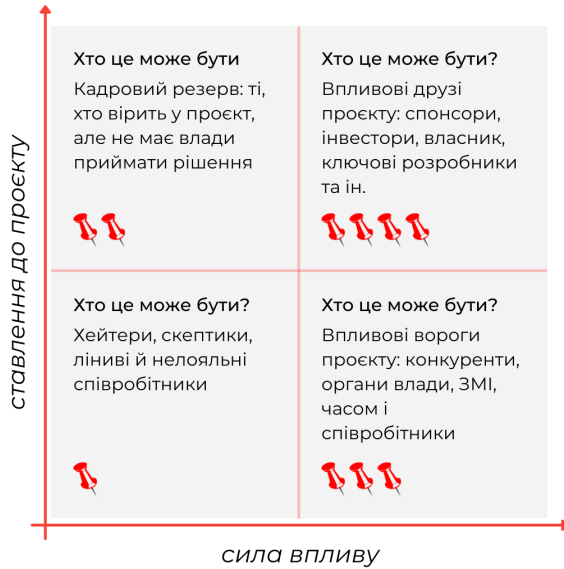 Хто це може бути
Кадровий резерв: ті,
хто вірить у проєкт,
але не має влади
приймати рішення
Хто це може бути?
Впливові друзі
проєкту: спонсори,
інвестори, власник,
ключові розробники
та ін.
Хто це може бути?
Хейтери, скептики,
ліниві й нелояльні
співробітники
Хто це може бути?
Впливові вороги
проєкту: конкуренти,
органи влади, ЗМІ,
часом і
співробітники
ставлення до проєкту
сила впливу